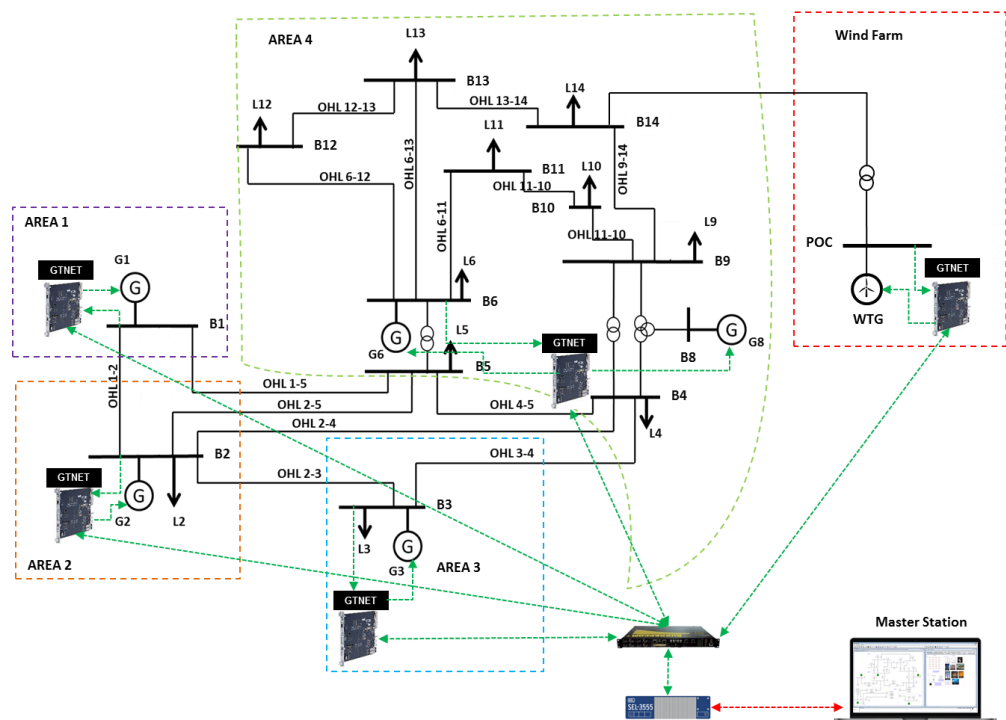 AREA 4
L13
Wind Farm
B13
OHL 12-13
OHL 13-14
L12
L14
B14
L11
B12
OHL 6-13
OHL 9-14
B11
L10
OHL 6-12
OHL 11-10
B10
AREA 1
OHL 6-11
OHL 11-10
L9
GTNET
G1
G
POC
GTNET
L6
B9
B6
WTG
B1
G
G6
L5
GTNET
G
G8
B8
B5
OHL 1-2
OHL 1-5
B4
OHL 2-5
OHL 4-5
OHL 2-4
L4
B2
OHL 3-4
GTNET
OHL 2-3
G
G2
L2
B3
L3
G
G3
AREA 3
AREA 2
GTNET
Master Station
SEL-3555